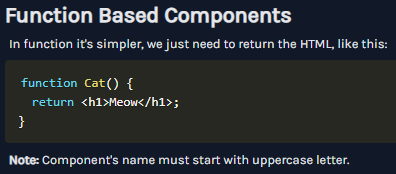 Function Based Components
In function it's simpler, we just need to return the HTML, like this:
function Cat() {
  return <h1>Meow</h1>;
}
Note: Component's name must start with uppercase letter.